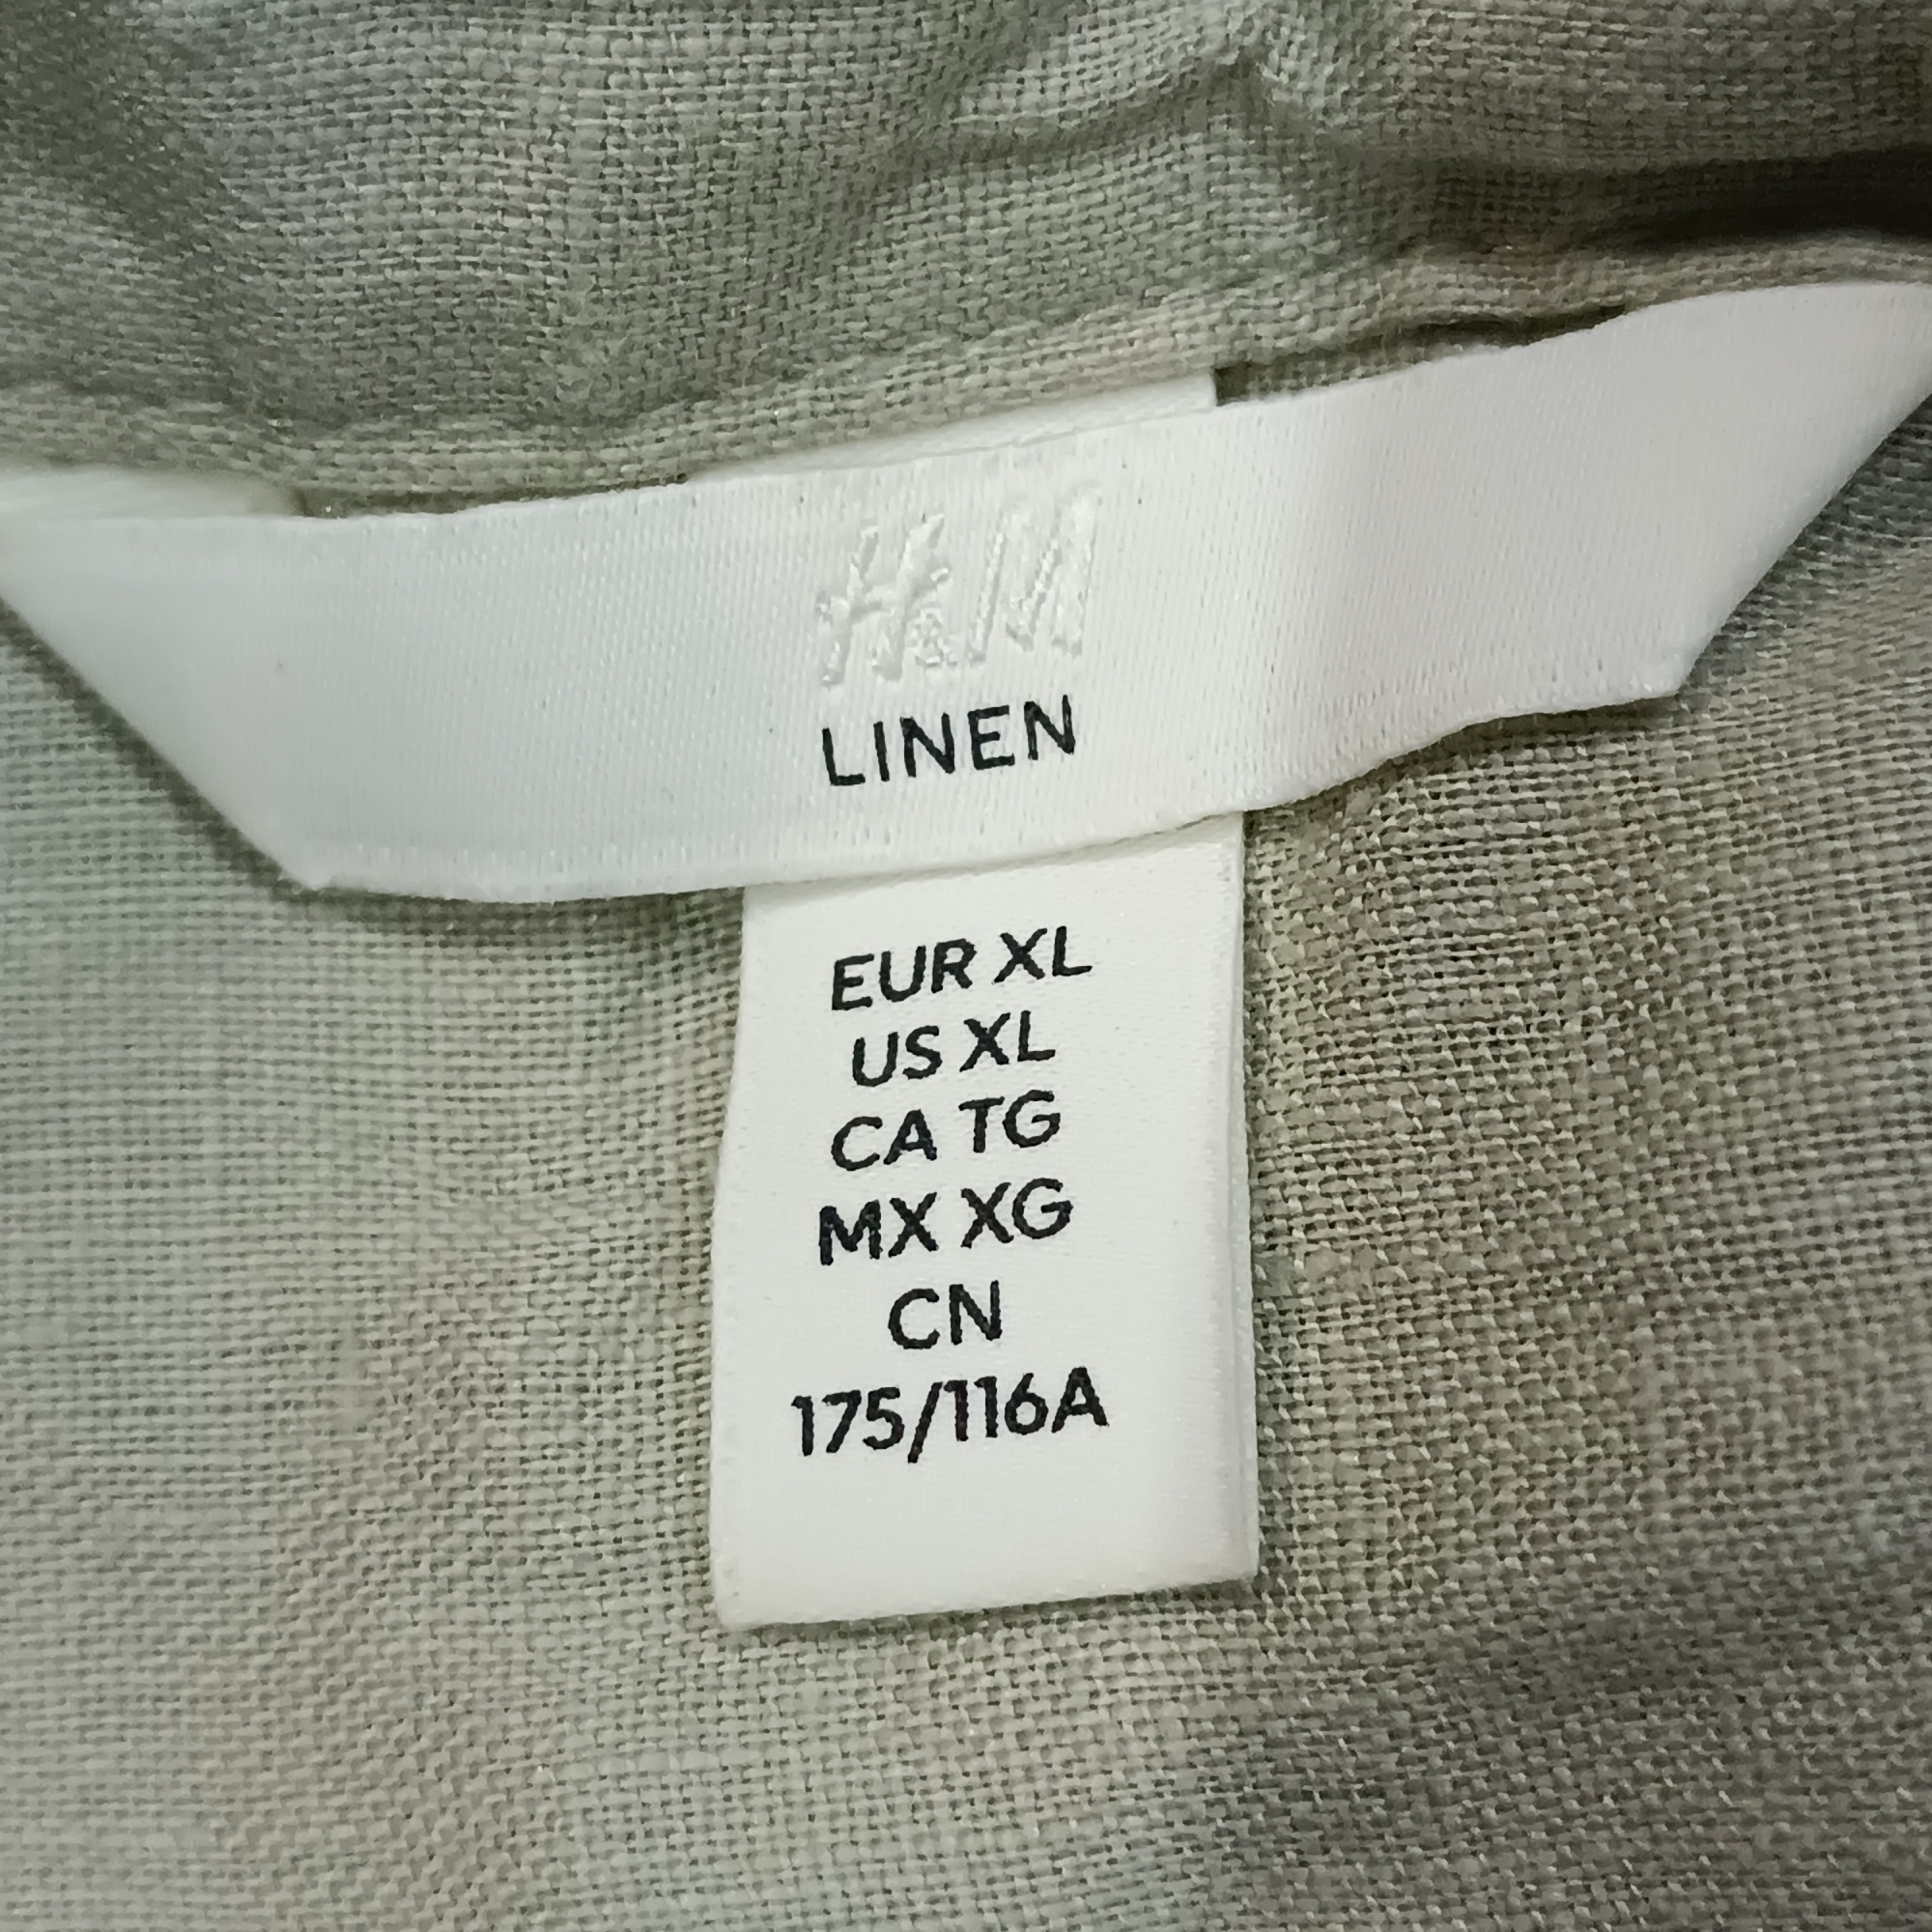 H&M
LINEN
EUR XL
US XL
CA TG
MX XG
CN
175/116A